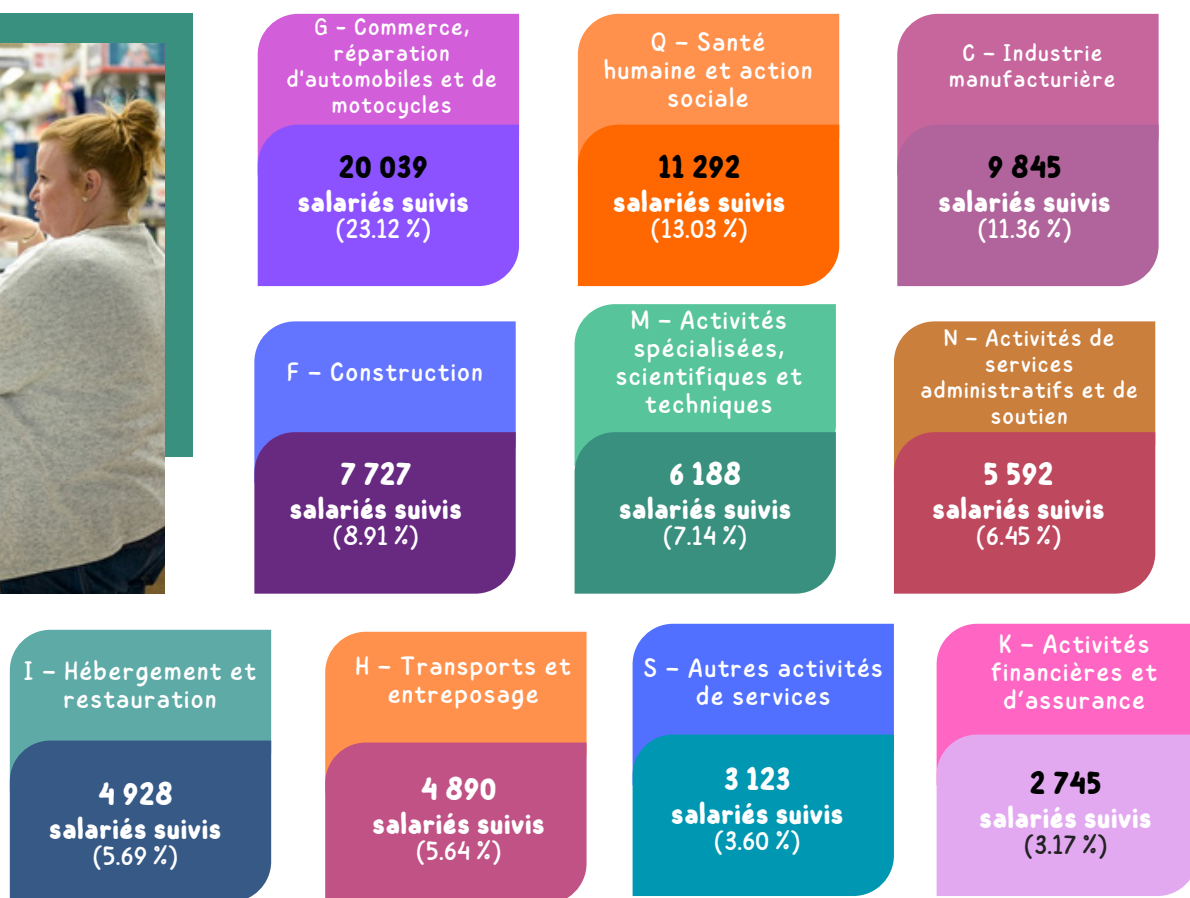 G – Commerce,
réparation
d'automobiles et de
motocycles
20 039
salariés suivis
(23.12 %)
Q – Santé
humaine et action
sociale
11 292
salariés suivis
(13.03 %)
C – Industrie
manufacturière
9 845
salariés suivis
(11.36 %)
F – Construction
7 727
salariés suivis
(8.91 %)
M – Activités
spécialisées,
scientifiques et
techniques
6 188
salariés suivis
(7.14 %)
N – Activités de
services
administratifs et de
soutien
5 592
salariés suivis
(6.45 %)
I – Hébergement et
restauration
4 928
salariés suivis
(5.69 %)
H – Transports et
entreposage
4 890
salariés suivis
(5.64 %)
S – Autres activités
de services
3 123
salariés suivis
(3.60 %)
K – Activités
financières et
d’assurance
2 745
salariés suivis
(3.17 %)